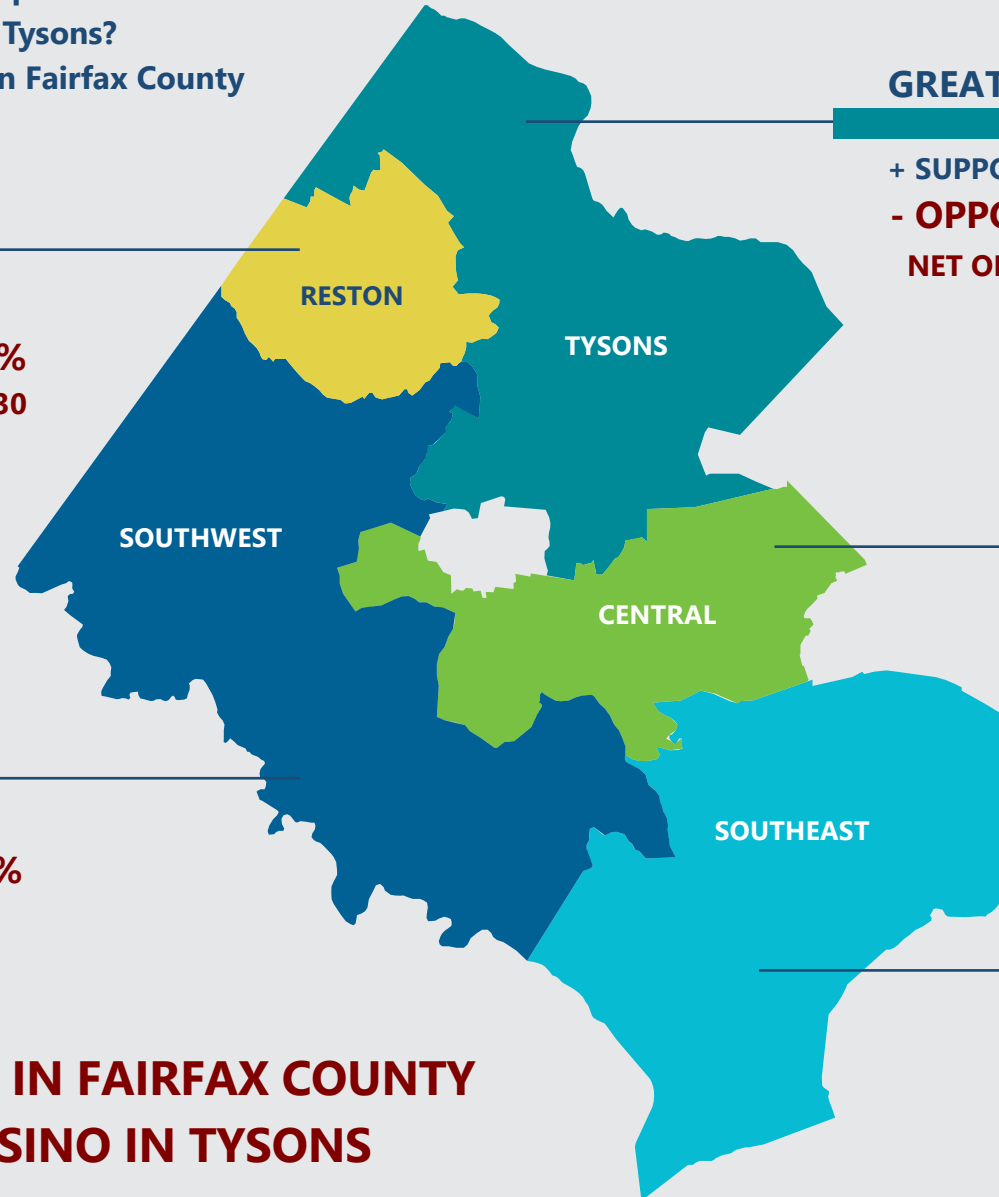 Tysons?
n Fairfax County
GREAT
+ SUPPO
- OPPO
NET O
RESTON
TYSONS
%
30
SOUTHWEST
CENTRAL
SOUTHEAST
%
IN FAIRFAX COUNTY
SINO IN TYSONS